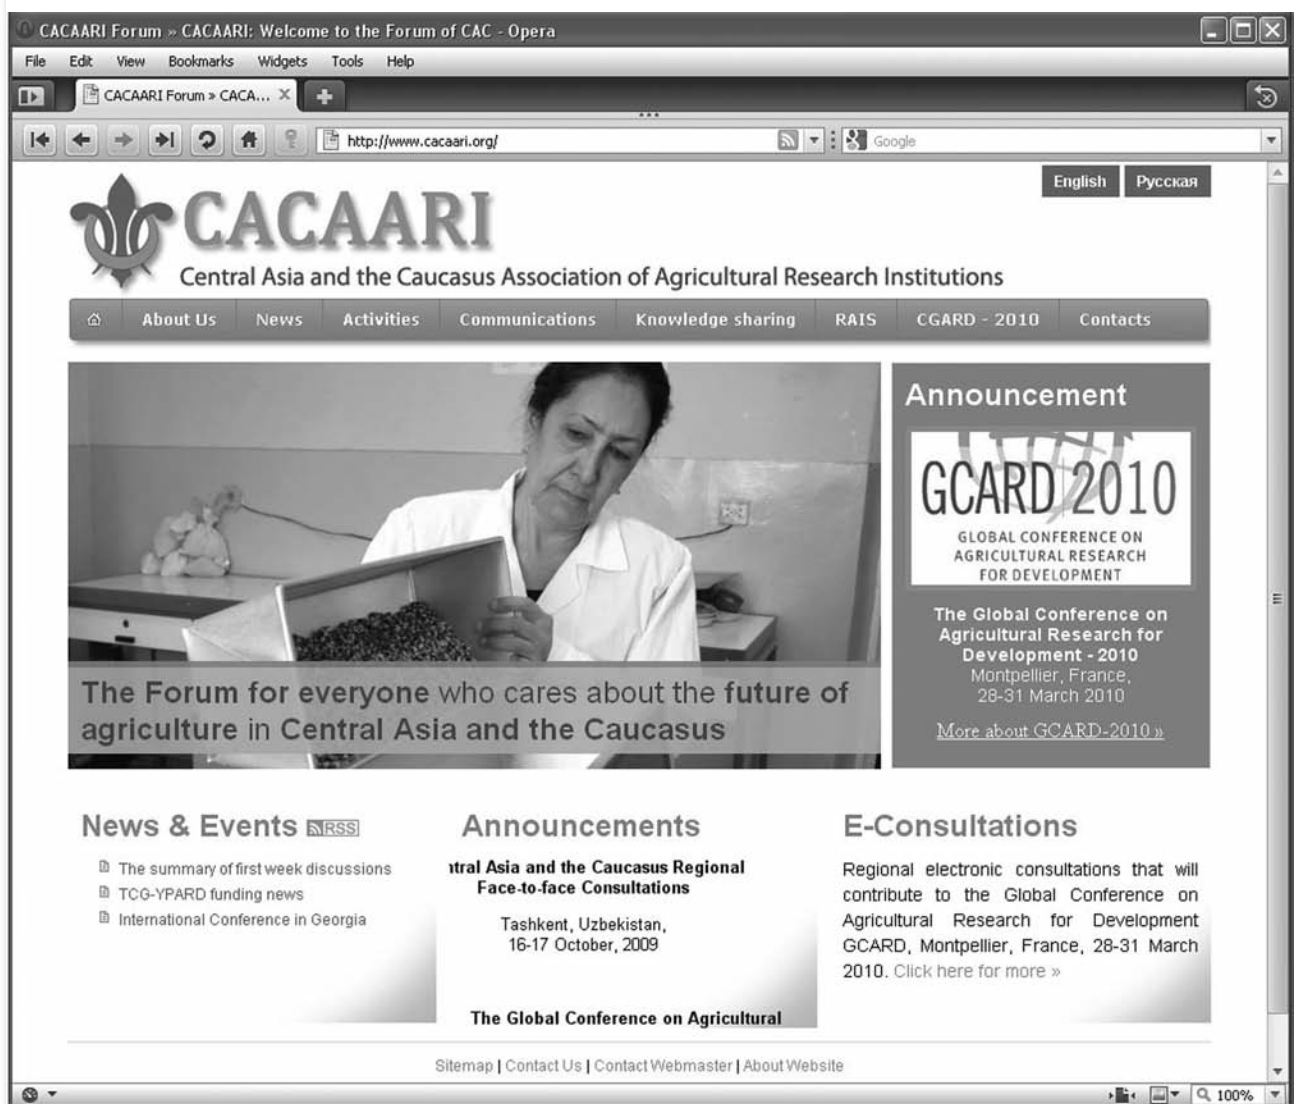 CACAARI Forum » CACAARI: Welcome to the Forum of CAC - Opera
File Edit View Bookmarks Widgets Tools Help
CACAARI Forum » CACA...
http://www.cacaari.org/ Google
English Русская
CACAARI
Central Asia and the Caucasus Association of Agricultural Research Institutions
About Us News Activities Communications Knowledge sharing RAIS CGARD - 2010 Contacts
The Forum for everyone who cares about the future of
agriculture in Central Asia and the Caucasus
Announcement
GCARD 2010
GLOBAL CONFERENCE ON
AGRICULTURAL RESEARCH
FOR DEVELOPMENT
The Global Conference on
Agricultural Research for
Development - 2010
Montpellier, France,
28-31 March 2010
More about GCARD-2010 »
News & Events RSS
The summary of first week discussions
TCG-YPARD funding news
International Conference in Georgia
Announcements
ntral Asia and the Caucasus Regional
Face-to-face Consultations
Tashkent, Uzbekistan,
16-17 October, 2009
The Global Conference on Agricultural
E-Consultations
Regional electronic consultations that will
contribute to the Global Conference on
Agricultural Research for Development
GCARD, Montpellier, France, 28-31 March
2010. Click here for more »
Sitemap | Contact Us | Contact Webmaster | About Website
100%